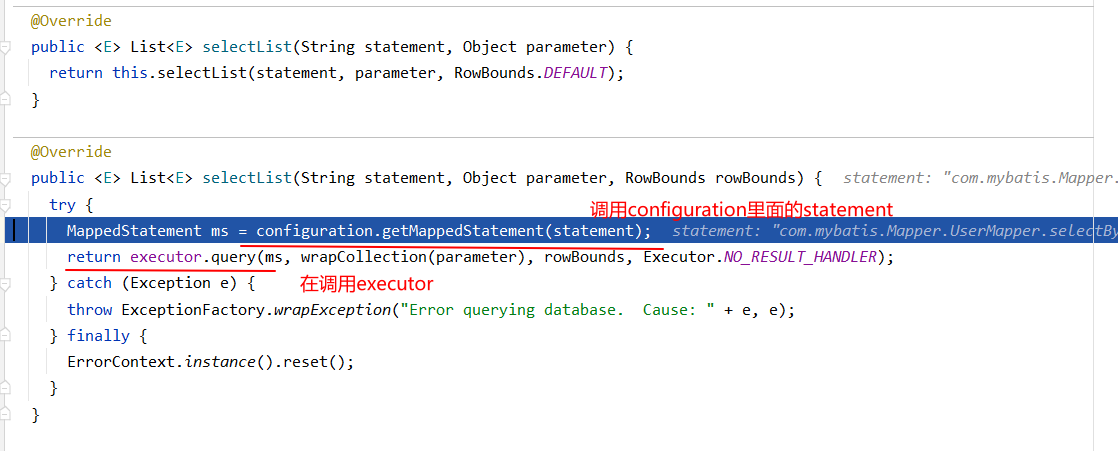 @Override
public <E> List<E> selectList(String statement, Object parameter) {
return this.selectList(statement, parameter, RowBounds.DEFAULT);
}
@Override
public <E> List<E> selectList(String statement, Object parameter, RowBounds rowBounds) { statement: "com.mybatis.Mapper.
try {
调用configuration里面的statement
MappedStatement ms = configuration.getMappedStatement(statement); statement: "com.mybatis.Mapper.UserMapper.selectBy
return executor.query(ms, wrapCollection(parameter), rowBounds, Executor.NO_RESULT_HANDLER);
} catch (Exception e) { 在调用executor
throw ExceptionFactory.wrapException("Error querying database.  Cause: " + e, e);
} finally {
ErrorContext.instance().reset();
}
}